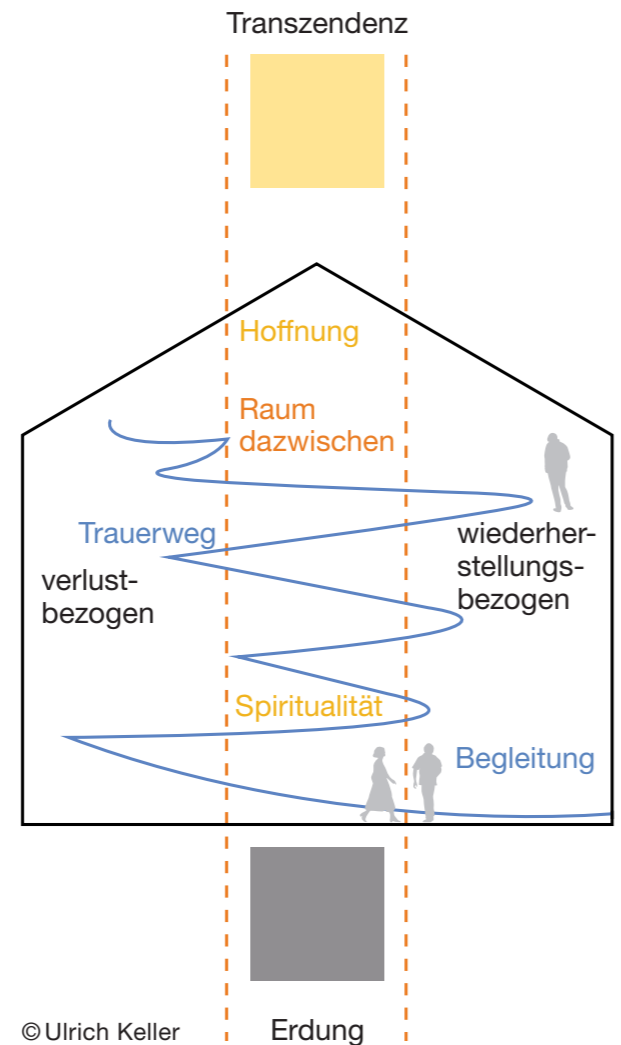 Transzendenz
Hoffnung
Raum
dazwischen
Trauerweg
verlust-
bezogen
wiederher-
stellungs-
bezogen
Spiritualität
Begleitung
© Ulrich Keller
Erdung